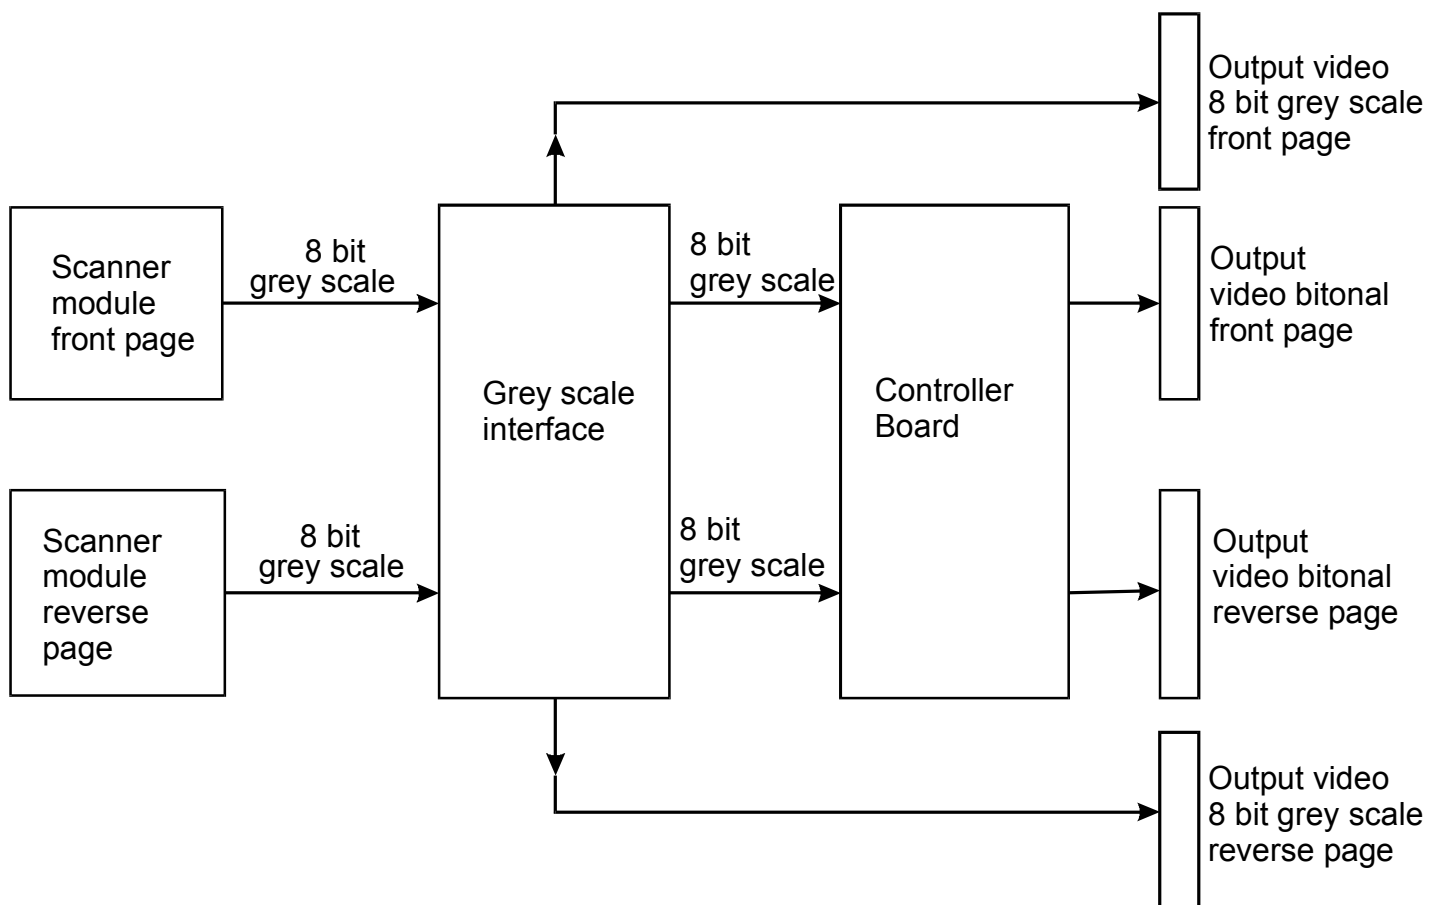 Output video
8 bit grey scale
front page
Scanner
module
front page
8 bit
grey scale
Grey scale
interface
8 bit
grey scale
Controller
Board
Output
video bitonal
front page
Scanner
module
reverse
page
8 bit
grey scale
8 bit
grey scale
Output
video bitonal
reverse page
Output video
8 bit grey scale
reverse page